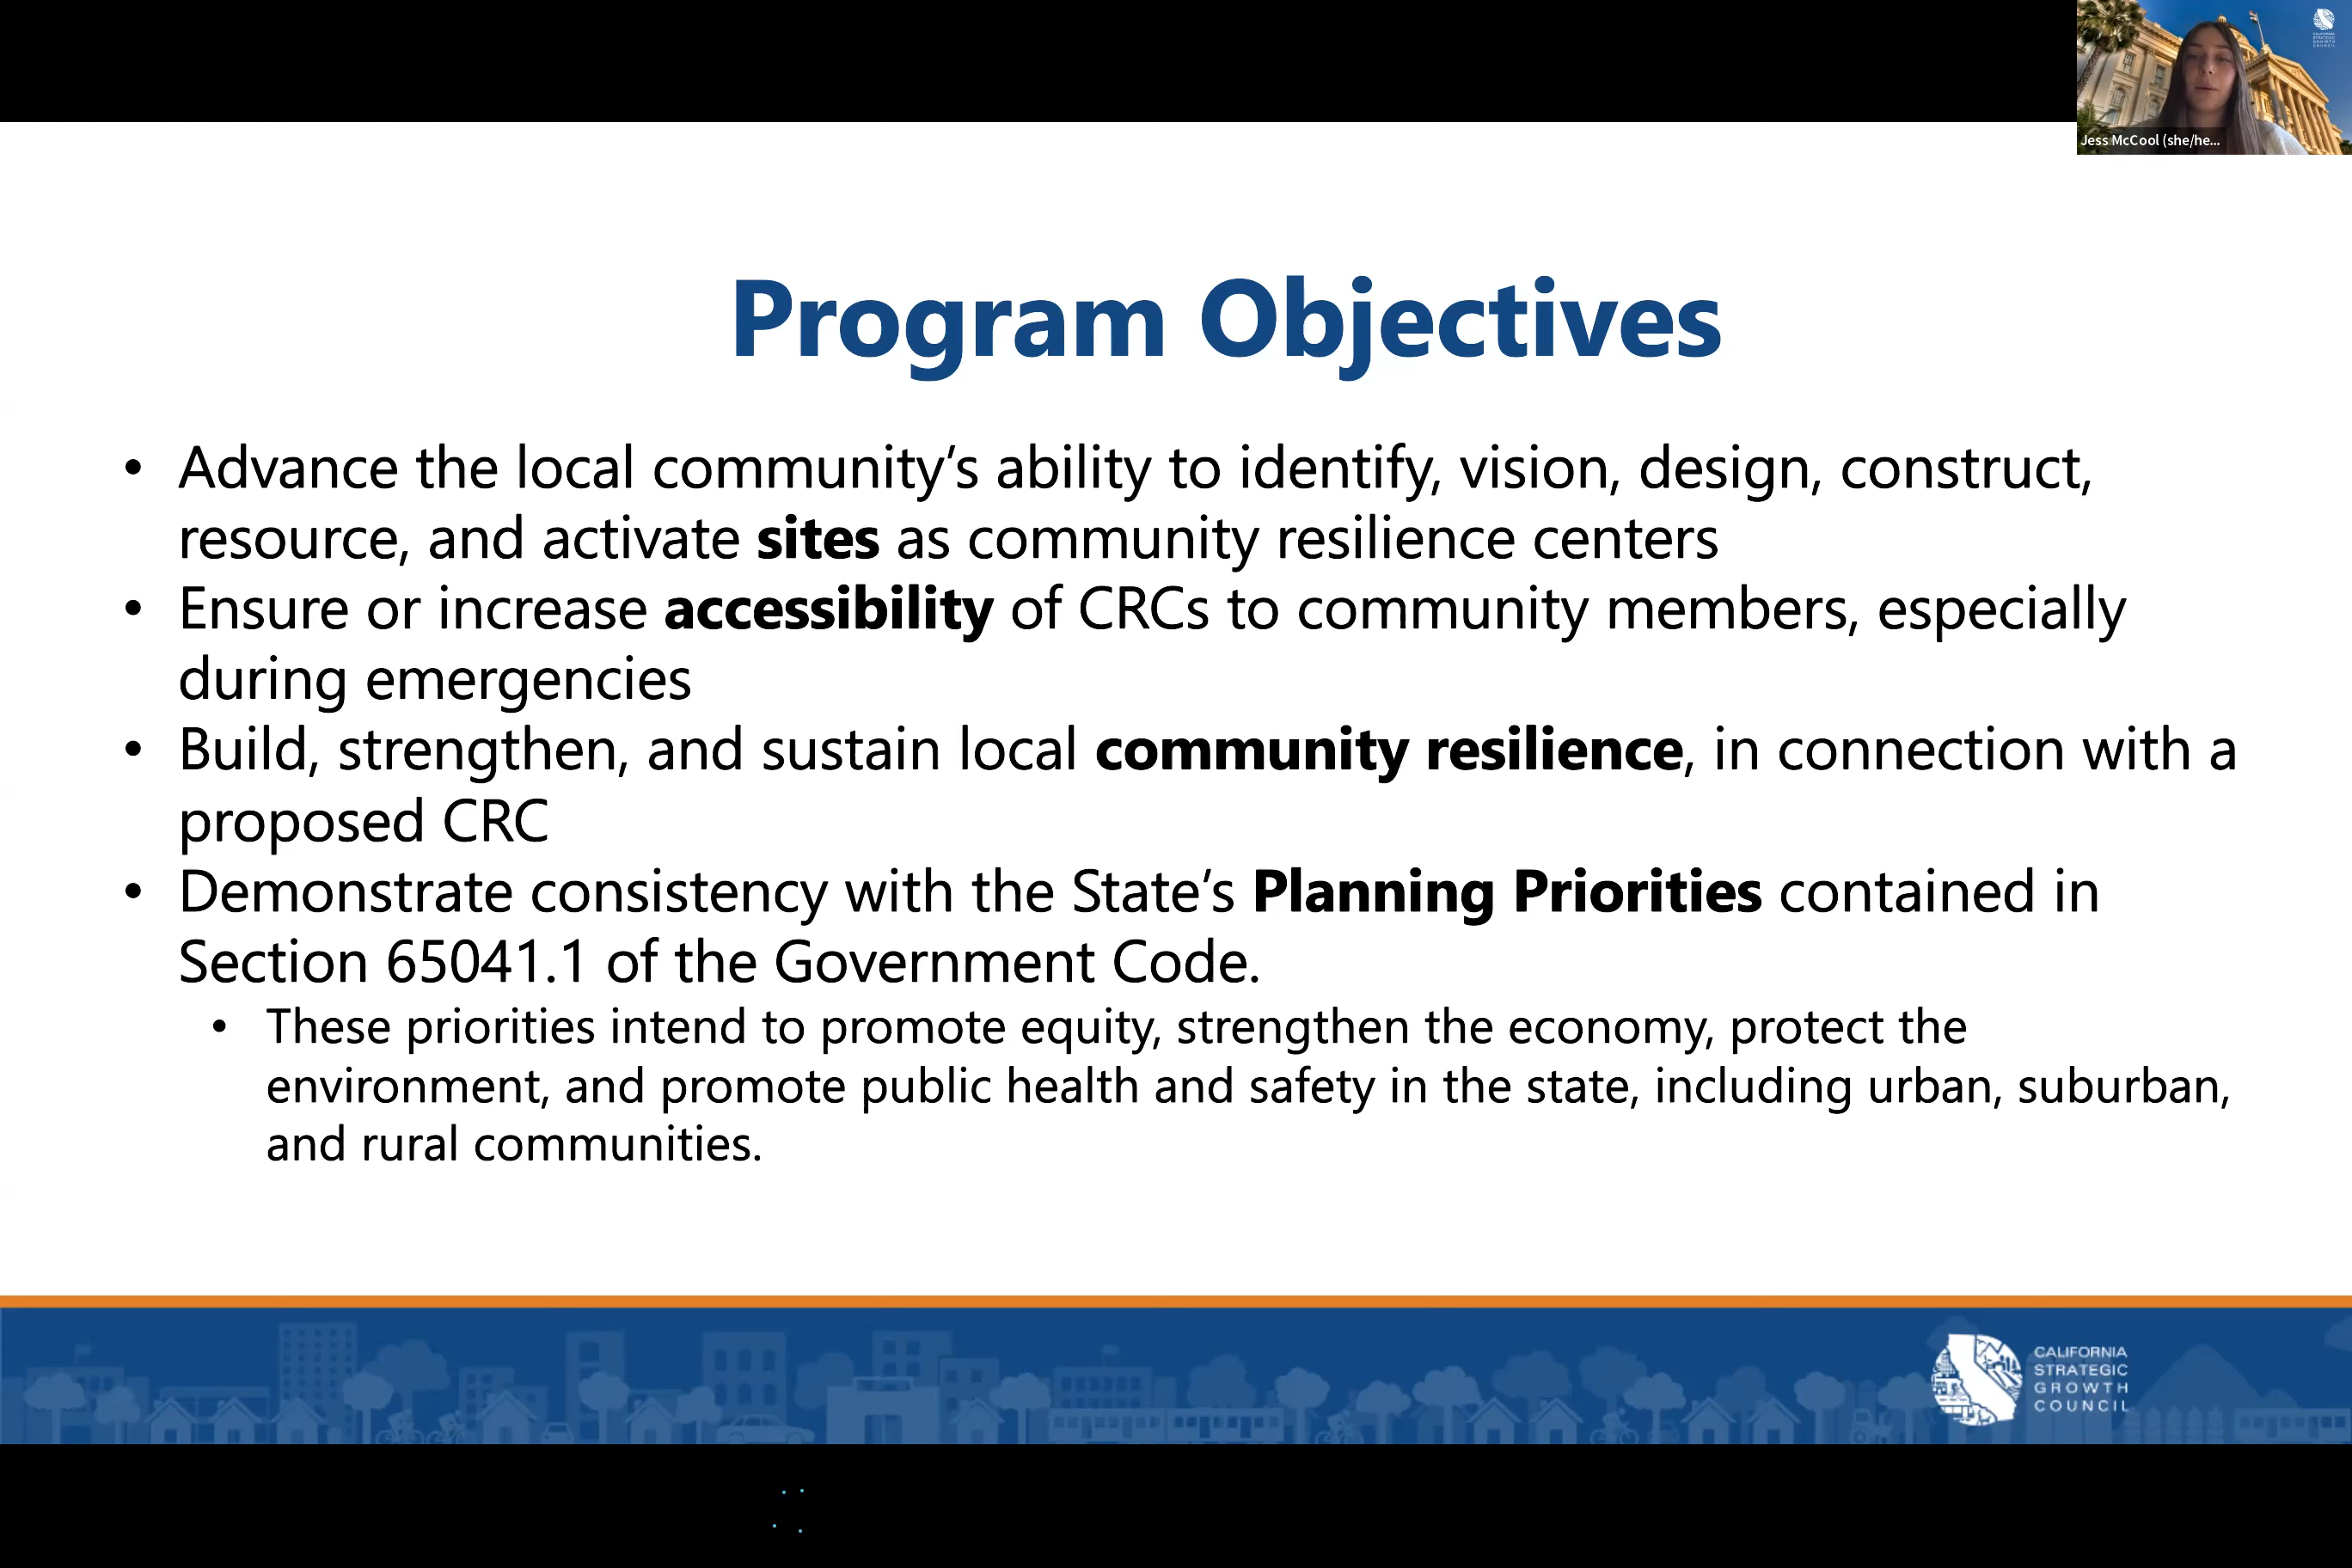 CALIFORNIA
STRATEGIC
GROWTH
COUNCIL
Jess McCool (she/he...
Program Objectives
• Advance the local community’s ability to identify, vision, design, construct,
resource, and activate sites as community resilience centers
• Ensure or increase accessibility of CRCs to community members, especially
during emergencies
• Build, strengthen, and sustain local community resilience, in connection with a
proposed CRC
• Demonstrate consistency with the State’s Planning Priorities contained in
Section 65041.1 of the Government Code.
• These priorities intend to promote equity, strengthen the economy, protect the
environment, and promote public health and safety in the state, including urban, suburban,
and rural communities.
CALIFORNIA
STRATEGIC
GROWTH
COUNCIL